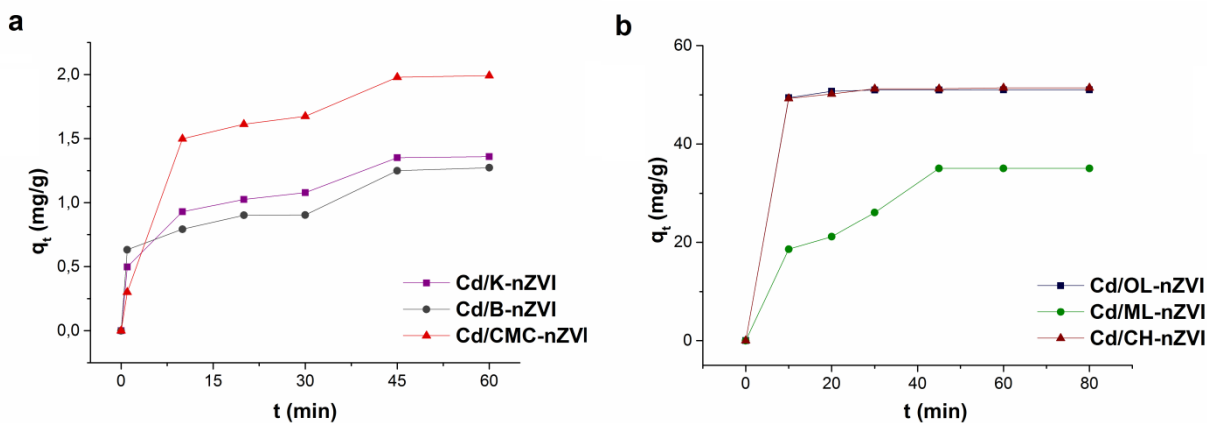 a
2,0
1,5
1,0
0,5
0,0
qt (mg/g)
0
15
30
45
60
t (min)
Cd/K-nZVI
Cd/B-nZVI
Cd/CMC-nZVI
b
60
40
20
0
qt (mg/g)
0
20
40
60
80
t (min)
Cd/OL-nZVI
Cd/ML-nZVI
Cd/CH-nZVI